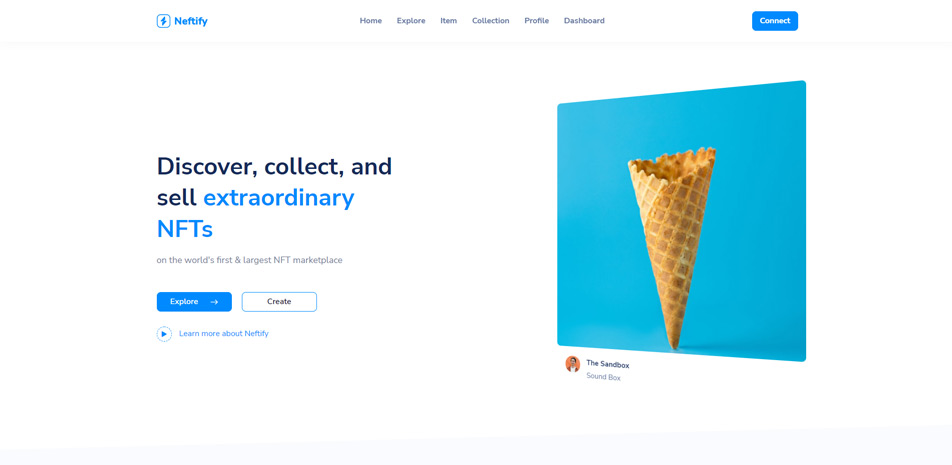 Neftify
Home
Explore
Item
Collection
Profile
Dashboard
Connect
Discover, collect, and
sell extraordinary
NFTs
on the world's first & largest NFT marketplace
Explore →
Create
Learn more about Neftify
The Sandbox
Sound Box